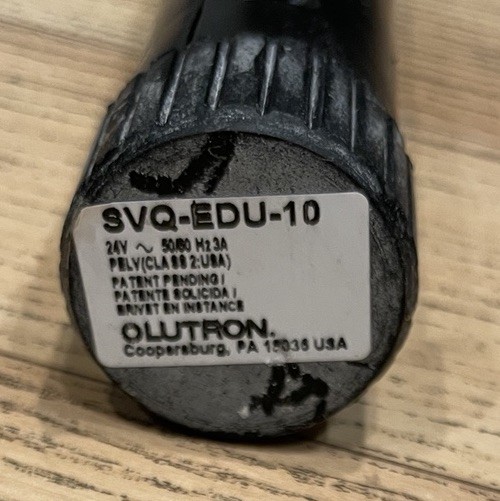 SVQ-EDU-10
24V ~ 50/60 Hz 3A
PELV(CLASS 2:USA)
PATENT PENDING /
PATENTE SOLICIDA /
BRIVET EN INSTANCE
OLUTRON.
Coopersburg, PA 18036 USA